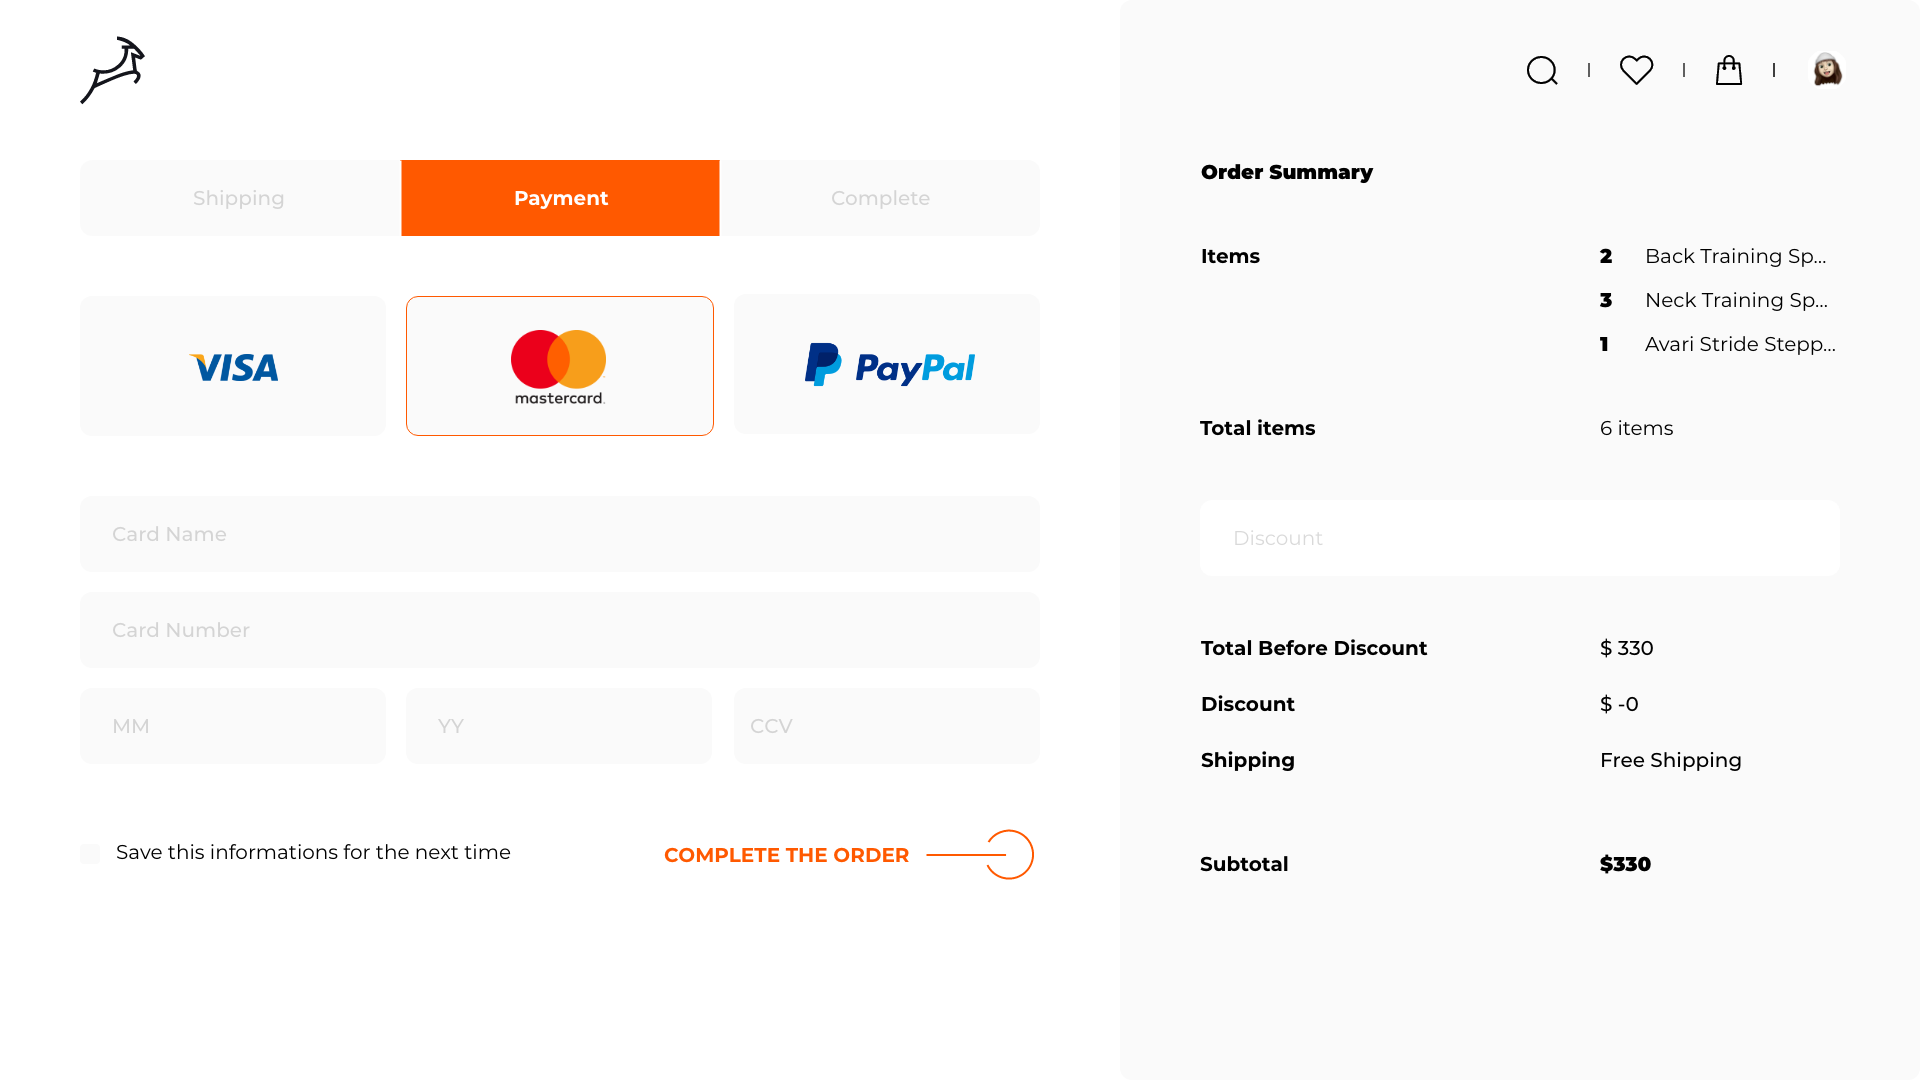 Shipping
Payment
Complete
VISA
mastercard.
PayPal
Card Name
Card Number
MM
YY
CCV
Save this informations for the next time
COMPLETE THE ORDER
Order Summary
Items
2 Back Training Sp...
3 Neck Training Sp...
1 Avari Stride Stepp...
Total items 6 items
Discount
Total Before Discount $ 330
Discount $ -0
Shipping Free Shipping
Subtotal $330